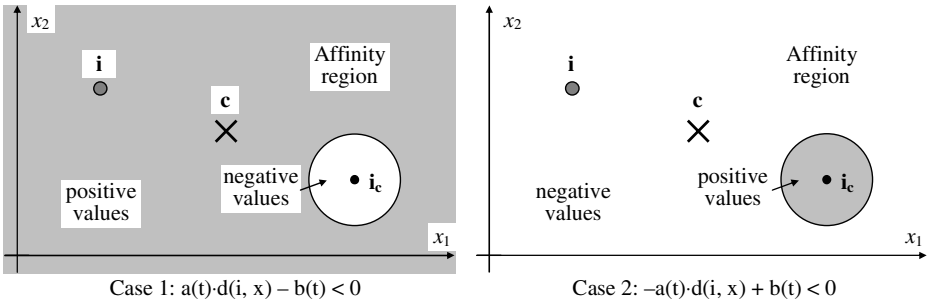 x2
i
Affinity
region
c
negative
values
ic
positive
values
x1
Case 1: a(t)·d(i, x) – b(t) < 0
x2
i
Affinity
region
c
positive
values
ic
negative
values
x1
Case 2: –a(t)·d(i, x) + b(t) < 0